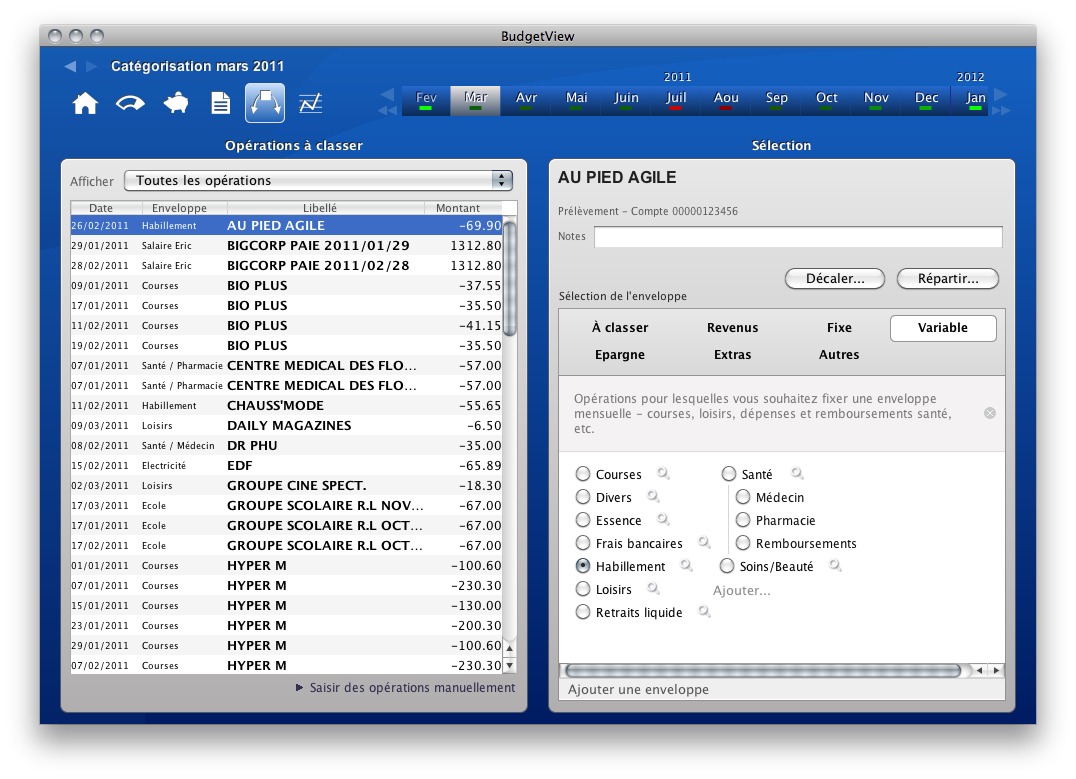 BudgetView
Catégorisation mars 2011
2011 2012
Fev Mar Avr Mai Juin Juil Aou Sep Oct Nov Dec Jan
Opérations à classer
Afficher Toutes les opérations
Date Enveloppe Libellé Montant
26/02/2011 Habillement AU PIED AGILE -69.90
29/01/2011 Salaire Eric BIGCORP PAIE 2011/01/29 1312.80
28/02/2011 Salaire Eric BIGCORP PAIE 2011/02/28 1312.80
09/01/2011 Courses BIO PLUS -37.55
17/01/2011 Courses BIO PLUS -35.50
11/02/2011 Courses BIO PLUS -41.15
19/02/2011 Courses BIO PLUS -35.50
07/01/2011 Santé / Pharmacie CENTRE MEDICAL DES FLO...  -57.00
07/01/2011 Santé / Pharmacie CENTRE MEDICAL DES FLO... -57.00
11/02/2011 Habillement CHAUSS'MODE -55.65
09/03/2011 Loisirs DAILY MAGAZINES -6.50
08/02/2011 Santé / Médecin DR PHU -35.00
15/02/2011 Electricité EDF -65.89
02/03/2011 Loisirs GROUPE CINE SPECT. -18.30
17/03/2011 Ecole GROUPE SCOLAIRE R.L NOV... -67.00
17/01/2011 Ecole GROUPE SCOLAIRE R.L OCT... -67.00
17/02/2011 Ecole GROUPE SCOLAIRE R.L OCT... -67.00
01/01/2011 Courses HYPER M -100.60
07/01/2011 Courses HYPER M -230.30
15/01/2011 Courses HYPER M -130.00
23/01/2011 Courses HYPER M -200.30
29/01/2011 Courses HYPER M -100.60
07/02/2011 Courses HYPER M -230.30
Saisir des opérations manuellement
Sélection
AU PIED AGILE
Prélèvement - Compte 00000123456
Notes
Décaler... Répartir...
Sélection de l'enveloppe
À classer Revenus Fixe Variable
Epargne Extras Autres
Opérations pour lesquelles vous souhaitez fixer une enveloppe
mensuelle - courses, loisirs, dépenses et remboursements santé,
etc.
Courses Santé
Divers Médecin
Essence Pharmacie
Frais bancaires Remboursements
Habillement Soins/Beauté
Loisirs Ajouter...
Retraits liquide
Ajouter une enveloppe